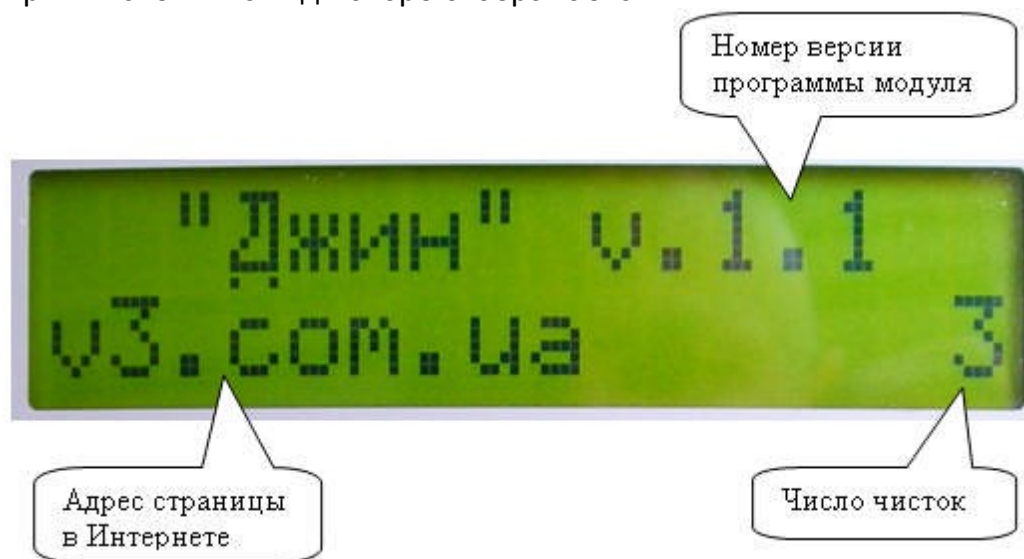 Номер версии
программы модуля
"Джин" v.1.1
v3.com.ua 3
Адрес страницы
в Интернете
Число чисток